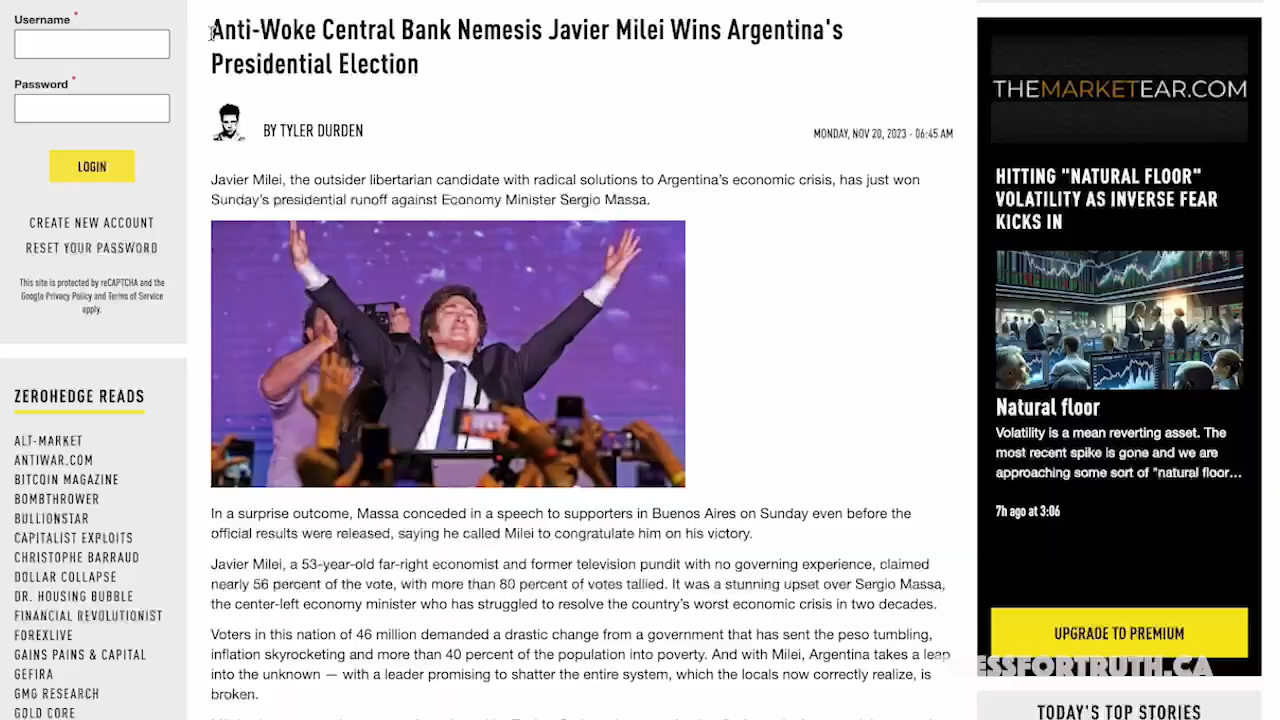 Username *
Password *
LOGIN
CREATE NEW ACCOUNT
RESET YOUR PASSWORD
This site is protected by reCAPTCHA and the
Google Privacy Policy and Terms of Service
apply.
ZEROHEDGE READS
ALT-MARKET
ANTIWAR.COM
BITCOIN MAGAZINE
BOMBTHROWER
BULLIONSTAR
CAPITALIST EXPLOITS
CHRISTOPHE BARRAUD
DOLLAR COLLAPSE
DR. HOUSING BUBBLE
FINANCIAL REVOLUTIONIST
FOREXLIVE
GAINS PAINS & CAPITAL
GEFIRA
GMG RESEARCH
GOLD CORE
Anti-Woke Central Bank Nemesis Javier Milei Wins Argentina's
Presidential Election
BY TYLER DURDEN
MONDAY, NOV 20, 2023 - 06:45 AM
Javier Milei, the outsider libertarian candidate with radical solutions to Argentina's economic crisis, has just won
Sunday's presidential runoff against Economy Minister Sergio Massa.
In a surprise outcome, Massa conceded in a speech to supporters in Buenos Aires on Sunday even before the
official results were released, saying he called Milei to congratulate him on his victory.
Javier Milei, a 53-year-old far-right economist and former television pundit with no governing experience, claimed
nearly 56 percent of the vote, with more than 80 percent of votes tallied. It was a stunning upset over Sergio Massa,
the center-left economy minister who has struggled to resolve the country's worst economic crisis in two decades.
Voters in this nation of 46 million demanded a drastic change from a government that has sent the peso tumbling,
inflation skyrocketing and more than 40 percent of the population into poverty. And with Milei, Argentina takes a leap
into the unknown — with a leader promising to shatter the entire system, which the locals now correctly realize, is
broken.
THEMARKETEAR.COM
HITTING "NATURAL FLOOR"
VOLATILITY AS INVERSE FEAR
KICKS IN
Natural floor
Volatility is a mean reverting asset. The
most recent spike is gone and we are
approaching some sort of "natural floor...
7h ago at 3:06
UPGRADE TO PREMIUM
PRESSFORTRUTH.CA
TODAY'S TOP STORIES